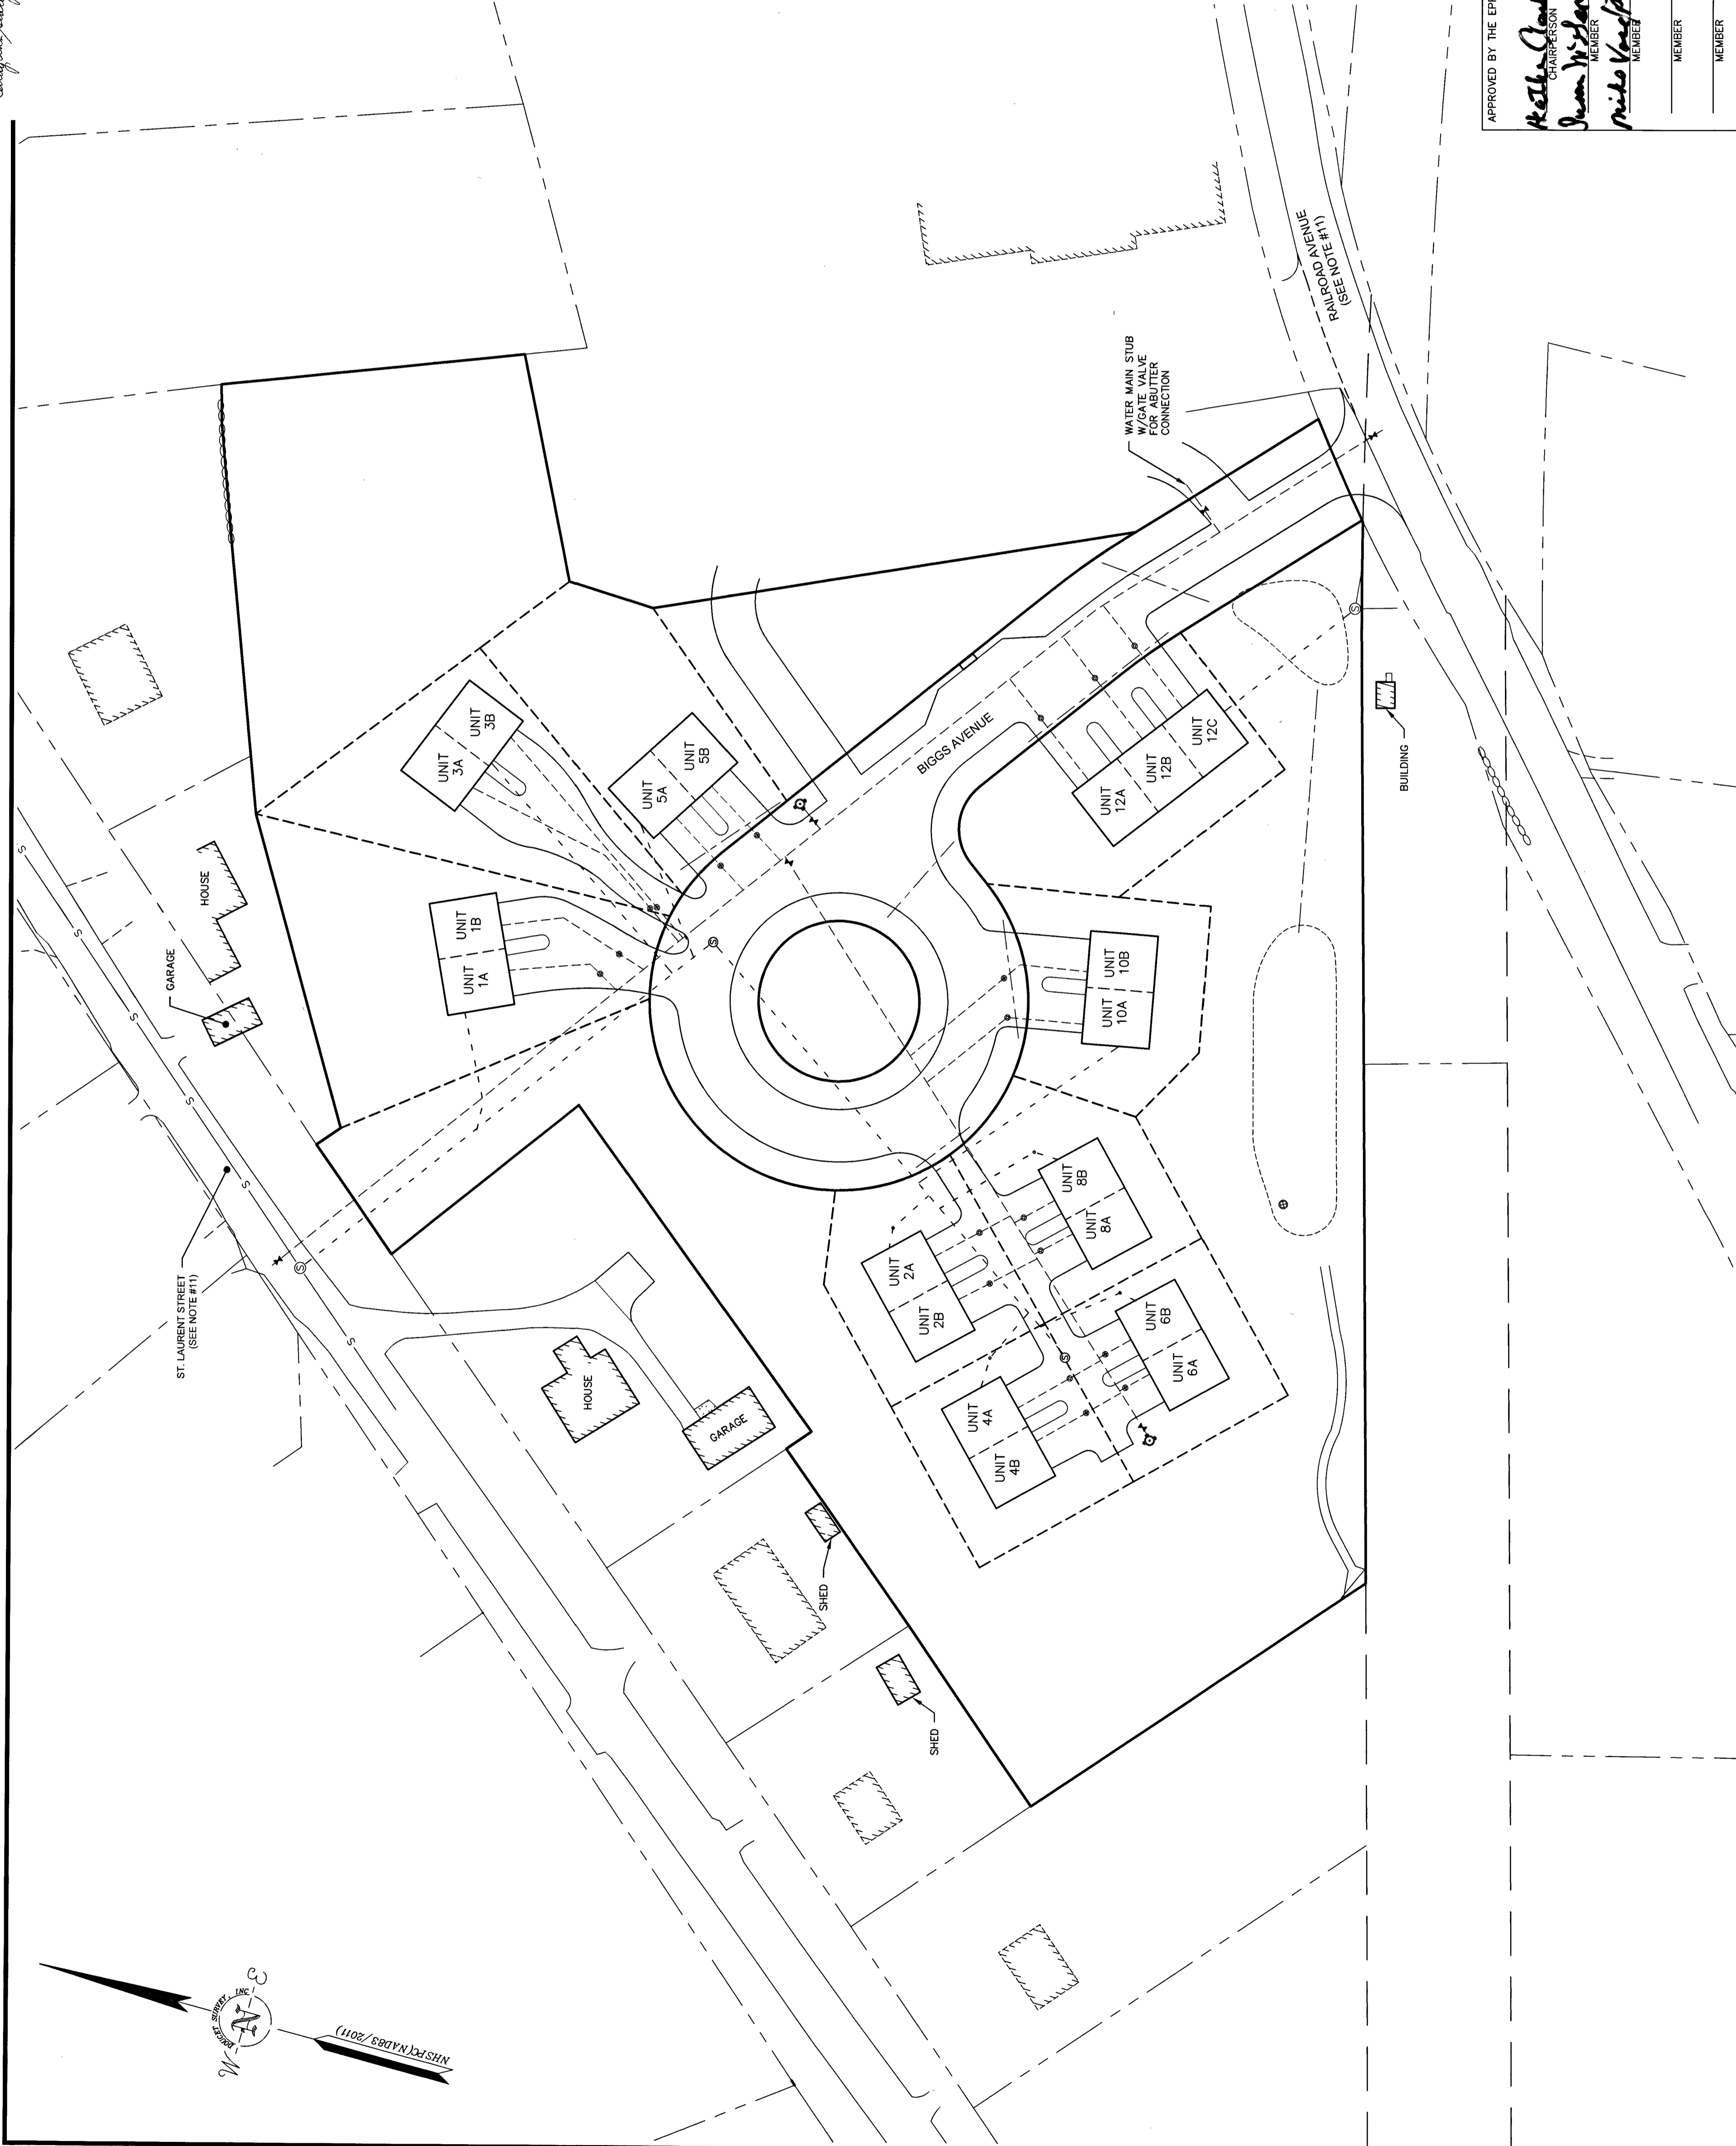 APPROVED BY THE
CHAIRPERSON
MEMBER
MEMBER
MEMBER
MEMBER
RAILROAD AVENUE
(SEE NOTE #11)
WATER MAIN STUB
W/GATE VALVE
FOR ABUTTER
CONNECTION
UNIT
3B
UNIT
3A
UNIT
5B
UNIT
5A
BIGGS AVENUE
UNIT
12C
UNIT
12B
UNIT
12A
BUILDING
HOUSE
GARAGE
UNIT
1B
UNIT
1A
UNIT
10B
UNIT
10A
S
S
S
S
S
S
ST. LAURENT STREET
(SEE NOTE #11)
UNIT
8B
UNIT
8A
UNIT
2A
UNIT
2B
UNIT
6B
UNIT
6A
UNIT
4A
UNIT
4B
HOUSE
GARAGE
SHED
SHED
DOUCET SURVEY, INC
W
E
NHSPC(NAD83/2011)